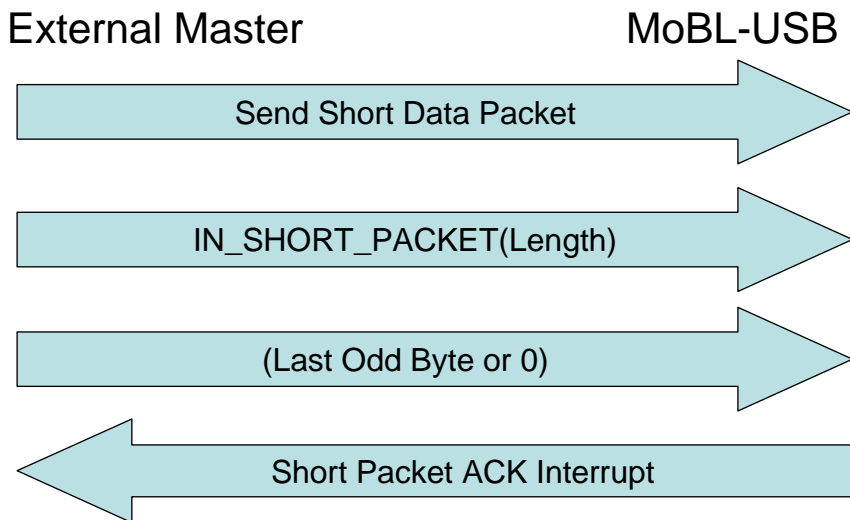 External Master MoBL-USB
Send Short Data Packet
IN_SHORT_PACKET(Length)
(Last Odd Byte or 0)
Short Packet ACK Interrupt